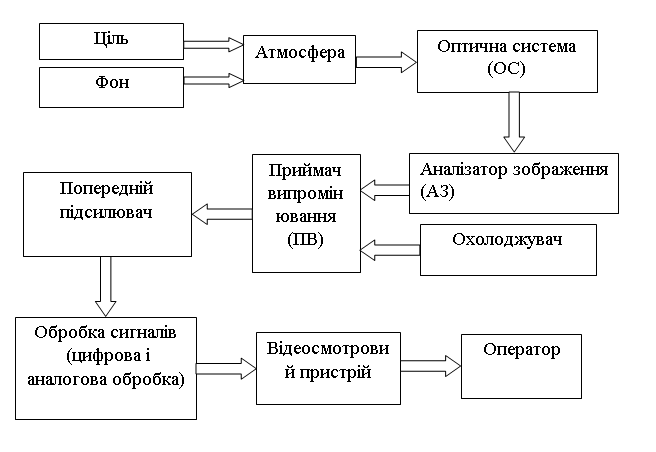 Ціль
Фон
Атмосфера
Оптична система
(ОС)
Аналізатор зображення
(АЗ)
Охолоджувач
Приймач
випромін
ювання
(ПВ)
Попередній
підсилювач
Обробка сигналів
(цифрова і
аналогова обробка)
Відеосмотрови
й пристрій
Оператор